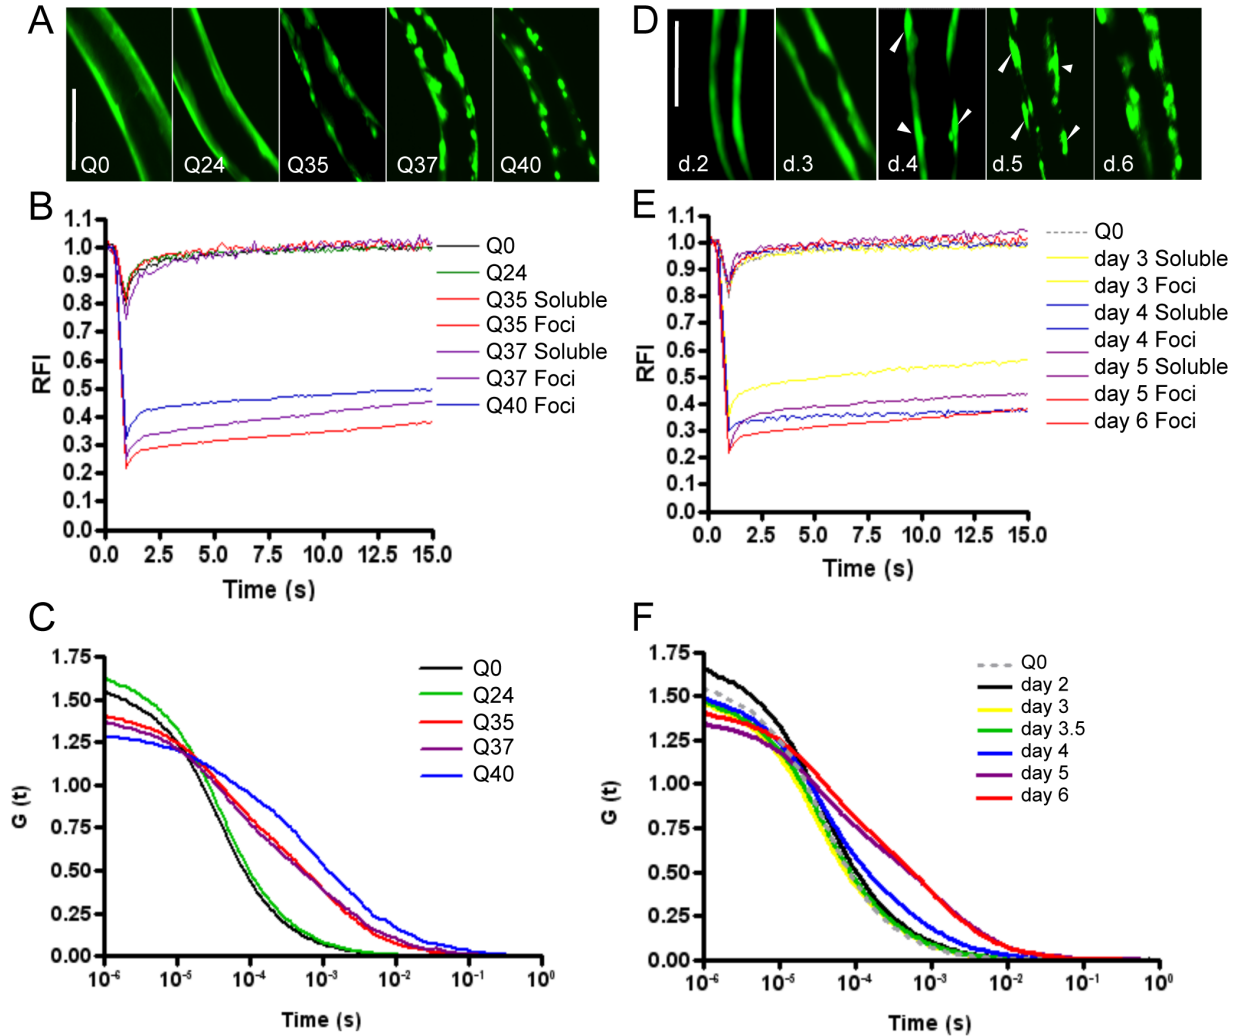 A
Q0 Q24 Q35 Q37 Q40
B
RFI
1.1
1.0
0.9
0.8
0.7
0.6
0.5
0.4
0.3
0.2
0.1
0.0
0.0 2.5 5.0 7.5 10.0 12.5 15.0
Time (s)
Q0
Q24
Q35 Soluble
Q35 Foci
Q37 Soluble
Q37 Foci
Q40 Foci
C
G (t)
1.75
1.50
1.25
1.00
0.75
0.50
0.25
0.00
10⁻⁶ 10⁻⁵ 10⁻⁴ 10⁻³ 10⁻² 10⁻¹ 10⁰
Time (s)
Q0
Q24
Q35
Q37
Q40
D
d.2 d.3 d.4 d.5 d.6
E
RFI
1.1
1.0
0.9
0.8
0.7
0.6
0.5
0.4
0.3
0.2
0.1
0.0
0.0 2.5 5.0 7.5 10.0 12.5 15.0
Time (s)
Q0
day 3 Soluble
day 3 Foci
day 4 Soluble
day 4 Foci
day 5 Soluble
day 5 Foci
day 6 Foci
F
G (t)
1.75
1.50
1.25
1.00
0.75
0.50
0.25
0.00
10⁻⁶ 10⁻⁵ 10⁻⁴ 10⁻³ 10⁻² 10⁻¹ 10⁰
Time (s)
Q0
day 2
day 3
day 3.5
day 4
day 5
day 6